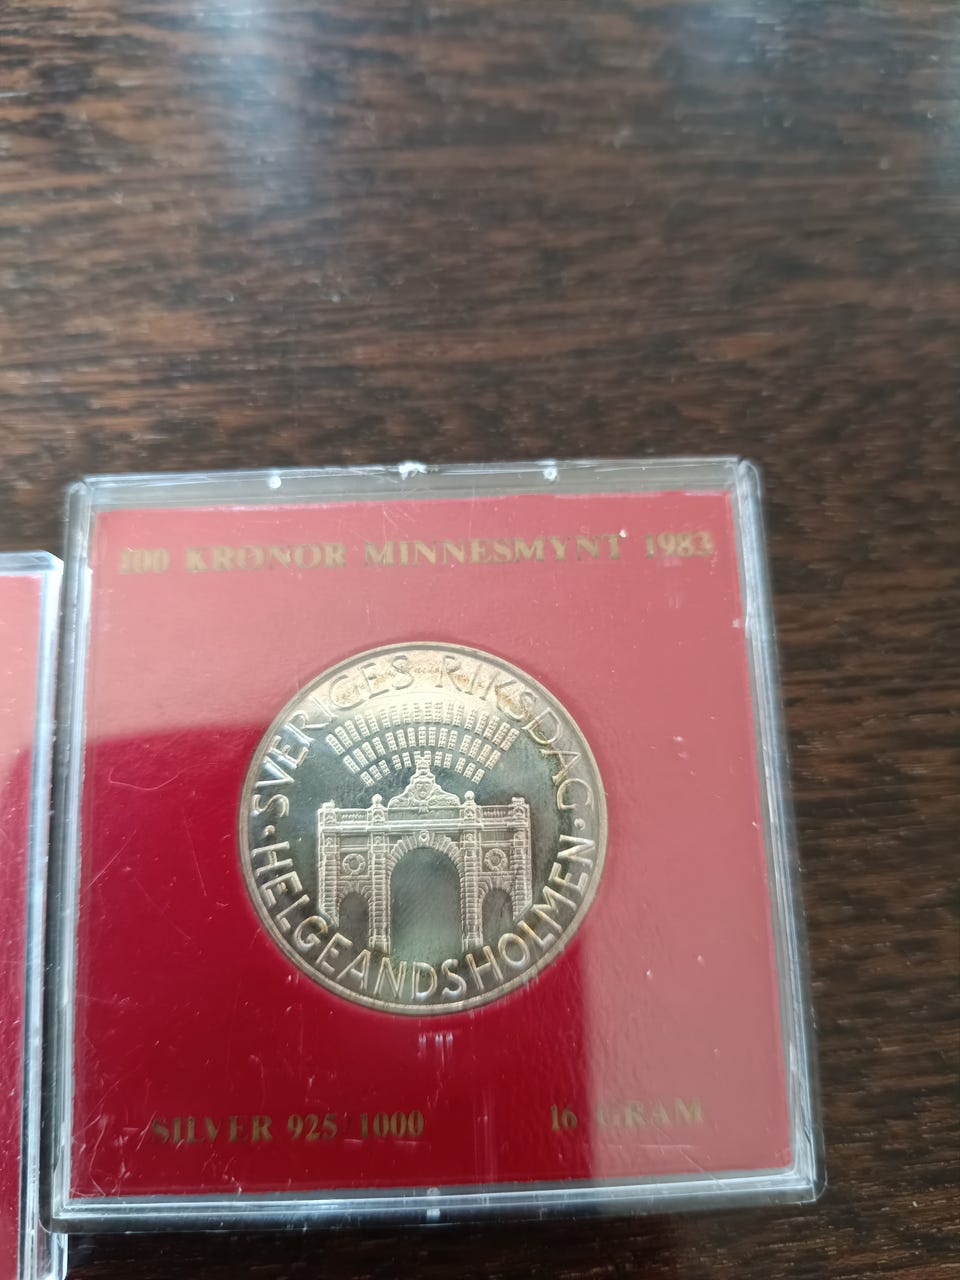 100 KRONOR MINNESMYNT 1983
SVERIGES RIKSDAG
· HELGEANDSHOLMEN ·
SILVER 925 1000
16 GRAM